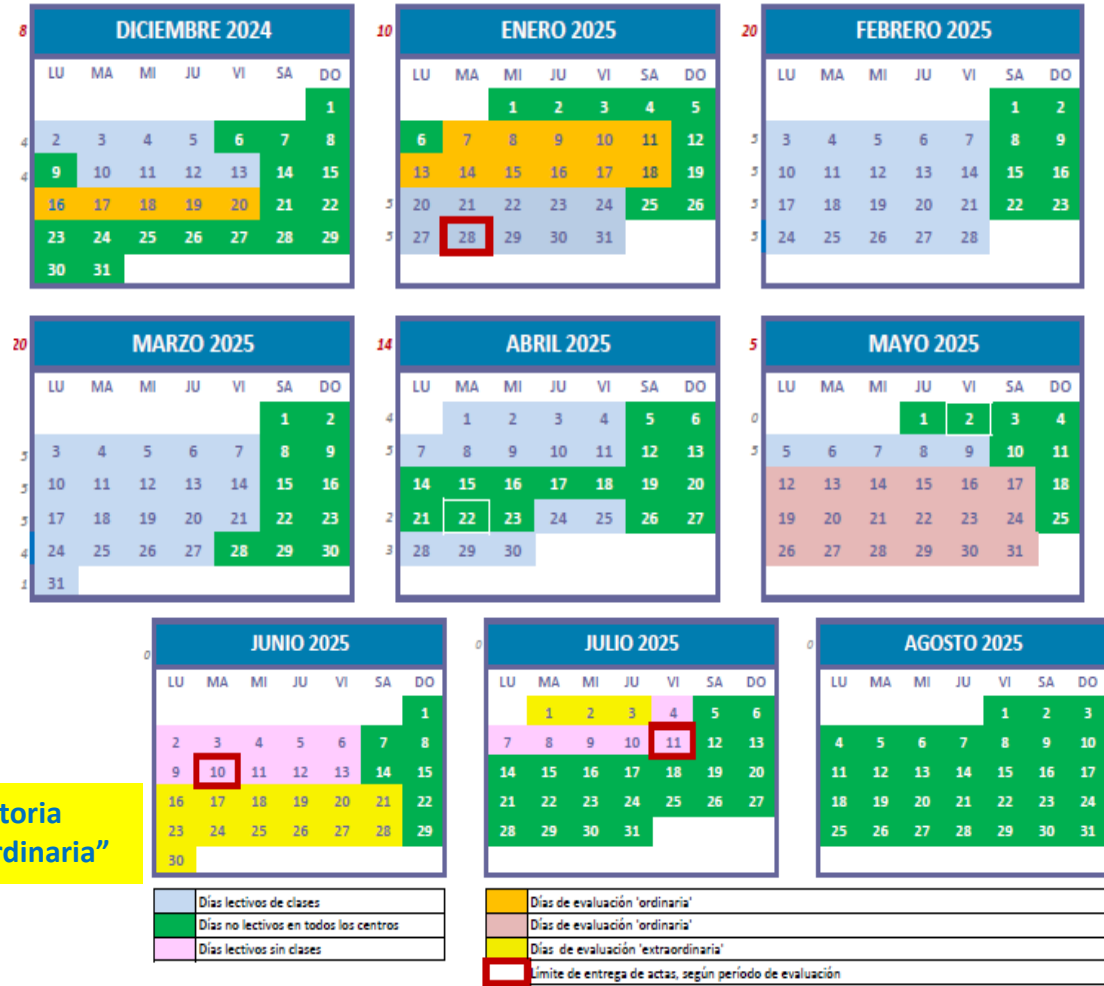 8 DICIEMBRE 2024
LU MA MI JU VI SA DO
1
4 2 3 4 5 6 7 8
4 9 10 11 12 13 14 15
16 17 18 19 20 21 22
23 24 25 26 27 28 29
30 31
10 ENERO 2025
LU MA MI JU VI SA DO
1 2 3 4 5
6 7 8 9 10 11 12
13 14 15 16 17 18 19
5 20 21 22 23 24 25 26
5 27 28 29 30 31
20 FEBRERO 2025
LU MA MI JU VI SA DO
1 2
5 3 4 5 6 7 8 9
5 10 11 12 13 14 15 16
5 17 18 19 20 21 22 23
5 24 25 26 27 28
20 MARZO 2025
LU MA MI JU VI SA DO
1 2
5 3 4 5 6 7 8 9
5 10 11 12 13 14 15 16
5 17 18 19 20 21 22 23
4 24 25 26 27 28 29 30
1 31
14 ABRIL 2025
LU MA MI JU VI SA DO
4 1 2 3 4 5 6
5 7 8 9 10 11 12 13
14 15 16 17 18 19 20
2 21 22 23 24 25 26 27
3 28 29 30
5 MAYO 2025
LU MA MI JU VI SA DO
0 1 2 3 4
5 5 6 7 8 9 10 11
12 13 14 15 16 17 18
19 20 21 22 23 24 25
26 27 28 29 30 31
0 JUNIO 2025
LU MA MI JU VI SA DO
1
2 3 4 5 6 7 8
9 10 11 12 13 14 15
16 17 18 19 20 21 22
23 24 25 26 27 28 29
30
0 JULIO 2025
LU MA MI JU VI SA DO
1 2 3 4 5 6
7 8 9 10 11 12 13
14 15 16 17 18 19 20
21 22 23 24 25 26 27
28 29 30 31
0 AGOSTO 2025
LU MA MI JU VI SA DO
1 2 3
4 5 6 7 8 9 10
11 12 13 14 15 16 17
18 19 20 21 22 23 24
25 26 27 28 29 30 31
toria
rdinaria”
Días lectivos de clases
Días no lectivos en todos los centros
Días lectivos sin clases
Días de evaluación 'ordinaria'
Días de evaluación 'ordinaria'
Días de evaluación 'extraordinaria'
Límite de entrega de actas, según período de evaluación